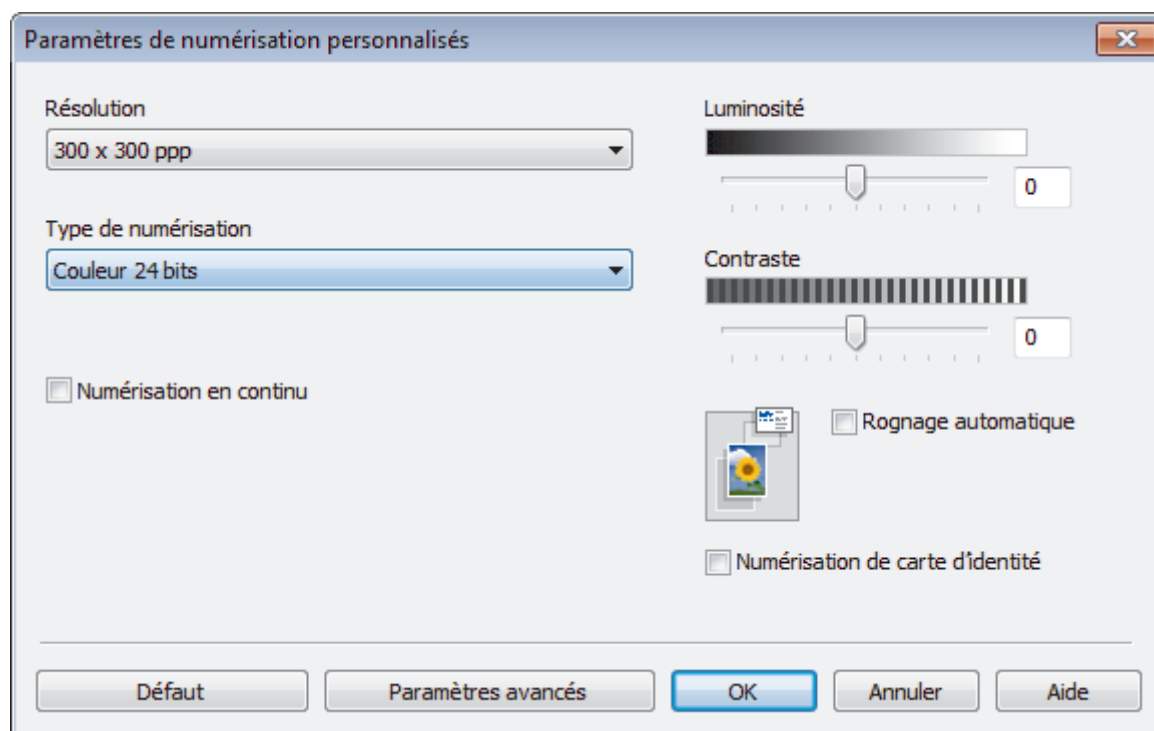 Paramètres de numérisation personnalisés
Résolution
300 x 300 ppp
Type de numérisation
Couleur 24 bits
Numérisation en continu
Luminosité
0
Contraste
0
Rognage automatique
Numérisation de carte d'identité
Défaut
Paramètres avancés
OK
Annuler
Aide